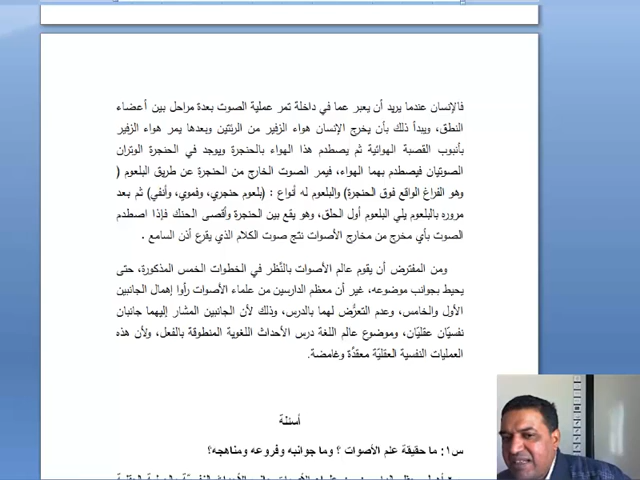 فالإنسان عندما يريد أن يعبر عما في داخلة تمر عملية الصوت بعدة مراحل بين أعضاء
النطق، ويبدأ ذلك بأن يخرج الإنسان هواء الزفير من الرئتين وبعدها يمر هواء الزفير
بأنبوب القصبة الهوائية ثم يصطدم هذا الهواء بالحنجرة ويوجد في الحنجرة الوتران
الصوتيان فيصطدم بهما الهواء، فيمر الصوت الخارج من الحنجرة عن طريق البلعوم (
وهو الفراغ الواقع فوق الحنجرة) والبلعوم له أنواع : (بلعوم حنجري، وفموي، وأنفي) ثم بعد
مروره بالبلعوم يلي البلعوم أول الحلق، وهو يقع بين الحنجرة وأقصى الحنك فإذا اصطدم
الصوت بأي مخرج من مخارج الأصوات نتج صوت الكلام الذي يقرع أذن السامع .
ومن المفترض أن يقوم عالم الأصوات بالنَّظر في الخطوات الخمس المذكورة، حتى
يحيط بجوانب موضوعه، غير أن معظم الدارسين من علماء الأصوات رأوا إهمال الجانبين
الأول والخامس، وعدم التعرُّض لهما بالدرس، وذلك لأن الجانبين المشار إليهما جانبان
نفسيّان عقليّان، وموضوع عالم اللغة درس الأحداث اللغوية المنطوقة بالفعل، ولأن هذه
العمليات النفسية العقليّة معقدَّة وغامضة.
أسئلة
س١: ما حقيقة علم الأصوات ؟ وما جوانبه وفروعه ومناهجه؟